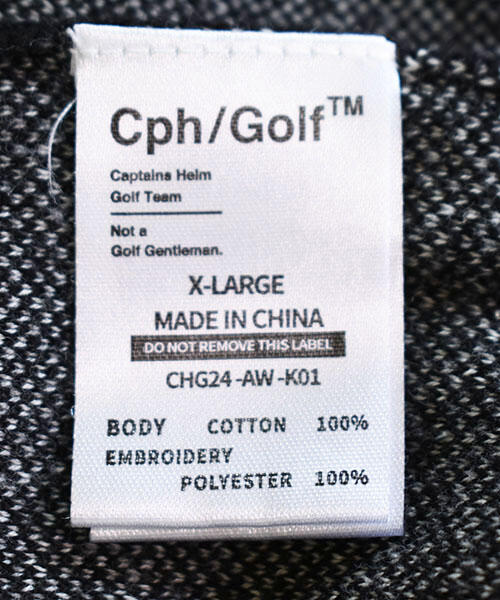 Cph/Golf™
Captains Helm
Golf Team
Not a
Golf Gentleman.
X-LARGE
MADE IN CHINA
DO NOT REMOVE THIS LABEL
CHG24-AW-K01
BODY COTTON 100%
EMBROIDERY
POLYESTER 100%